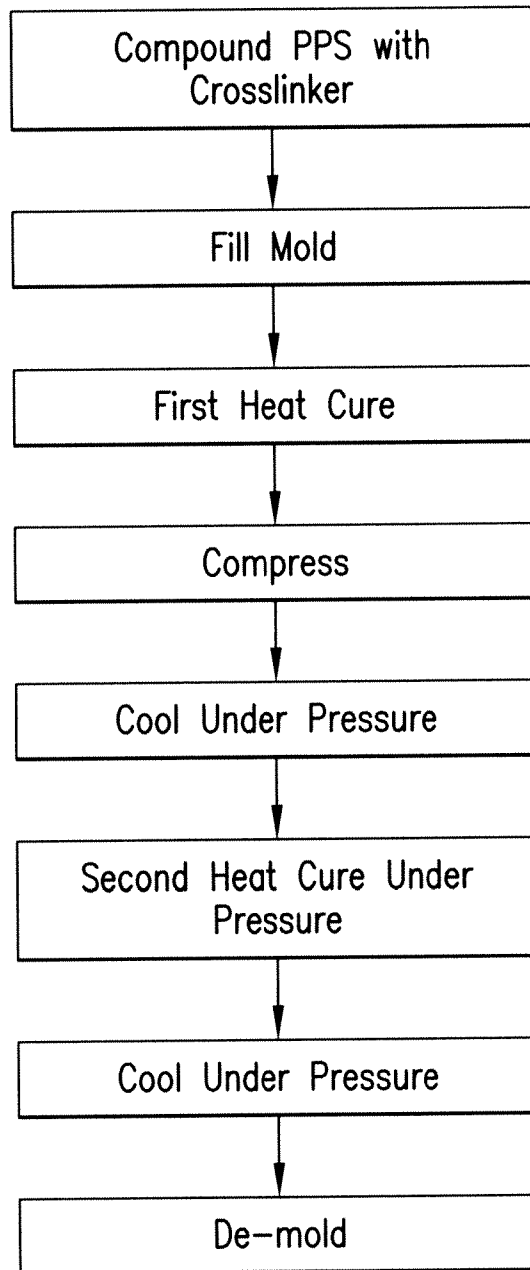 Compound PPS with
Crosslinker
Fill Mold
First Heat Cure
Compress
Cool Under Pressure
Second Heat Cure Under
Pressure
Cool Under Pressure
De-mold